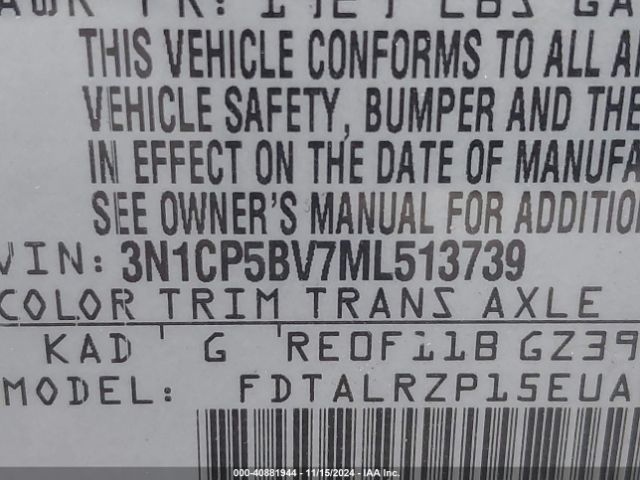 THIS VEHICLE CONFORMS TO ALL
VEHICLE SAFETY, BUMPER AND THE
IN EFFECT ON THE DATE OF MANUFA
SEE OWNER'S MANUAL FOR ADDITION
VIN: 3N1CP5BV7ML513739
COLOR TRIM TRANS AXLE
KAD G RE0F11B GZ39
MODEL: FDTALRZP15EUA
000-40881944 - 11/15/2024 - IAA Inc.